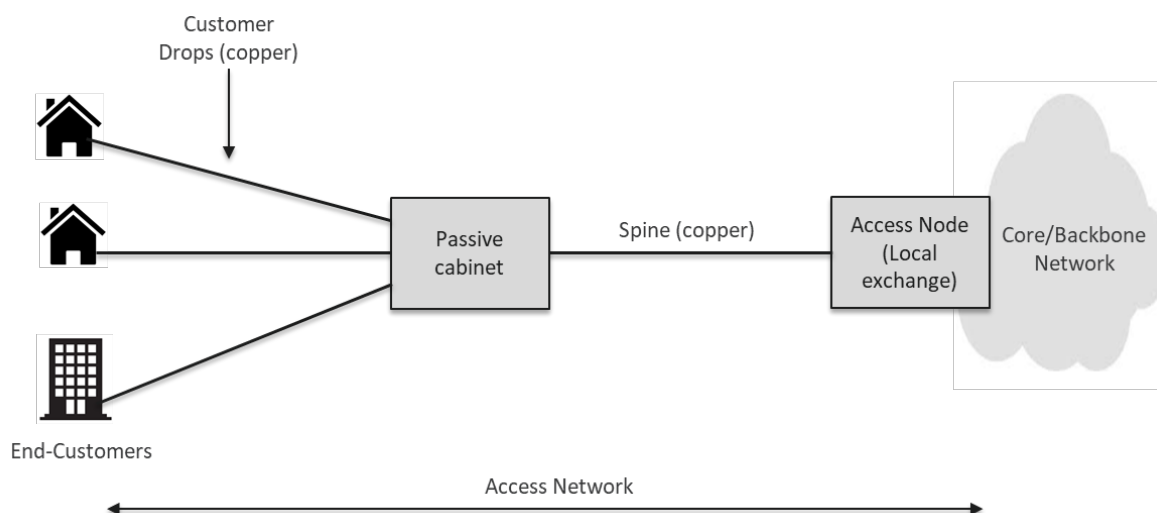 Customer
Drops (copper)
Passive
cabinet
Spine (copper)
Access Node
(Local
exchange)
Core/Backbone
Network
End-Customers
Access Network